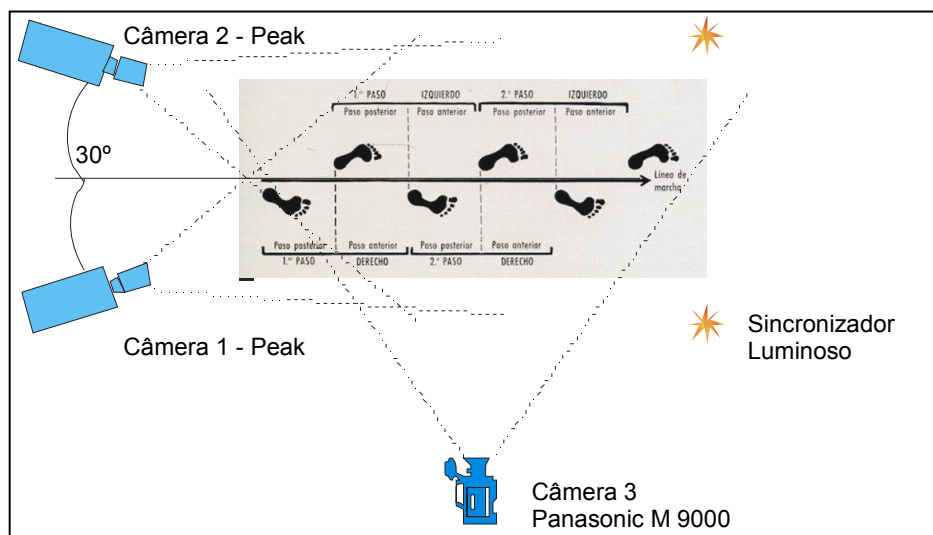 Câmera 2 - Peak
1.er PASO IZQUIERDO 2.º PASO IZQUIERDO
Paso posterior Paso anterior Paso posterior Paso anterior
30º
Línea de
marcha
Paso posterior Paso anterior Paso posterior Paso anterior
1.er PASO DERECHO 2.º PASO DERECHO
Câmera 1 - Peak
Sincronizador
Luminoso
Câmera 3
Panasonic M 9000